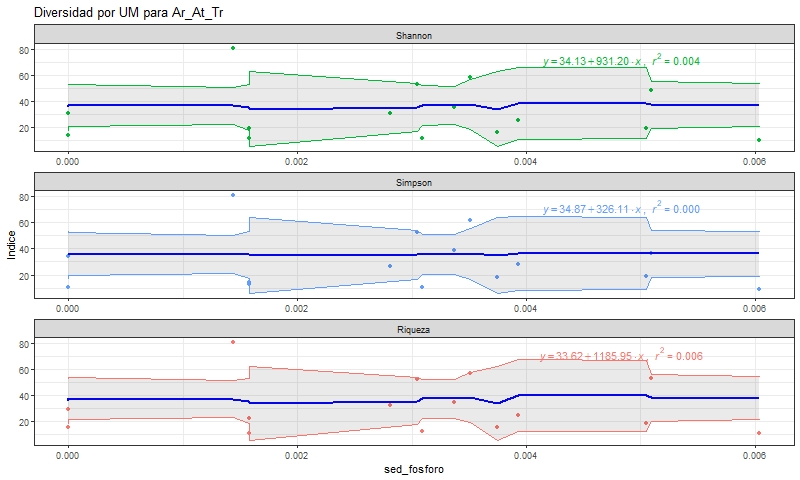 Diversidad por UM para Ar_At_Tr
Shannon
y = 34.13 + 931.20 · x ,  r² = 0.004
80
60
40
20
0.000 0.002 0.004 0.006
Simpson
y = 34.87 + 326.11 · x ,  r² = 0.000
80
60
40
20
0.000 0.002 0.004 0.006
Indice
Riqueza
y = 33.62 + 1185.95 · x ,  r² = 0.006
80
60
40
20
0.000 0.002 0.004 0.006
sed_fosforo